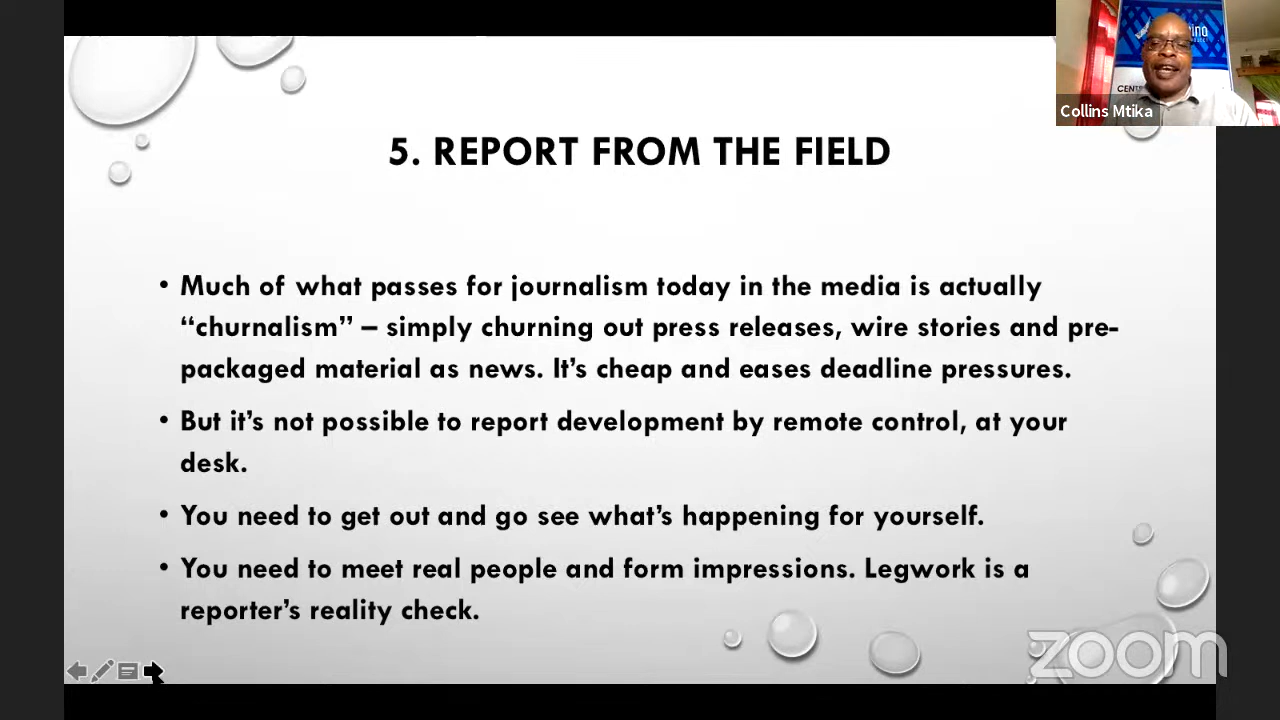 Collins Mtika
CENT
5. REPORT FROM THE FIELD
• Much of what passes for journalism today in the media is actually
“churnalism” – simply churning out press releases, wire stories and pre-
packaged material as news. It’s cheap and eases deadline pressures.
• But it’s not possible to report development by remote control, at your
desk.
• You need to get out and go see what’s happening for yourself.
• You need to meet real people and form impressions. Legwork is a
reporter’s reality check.
zoom